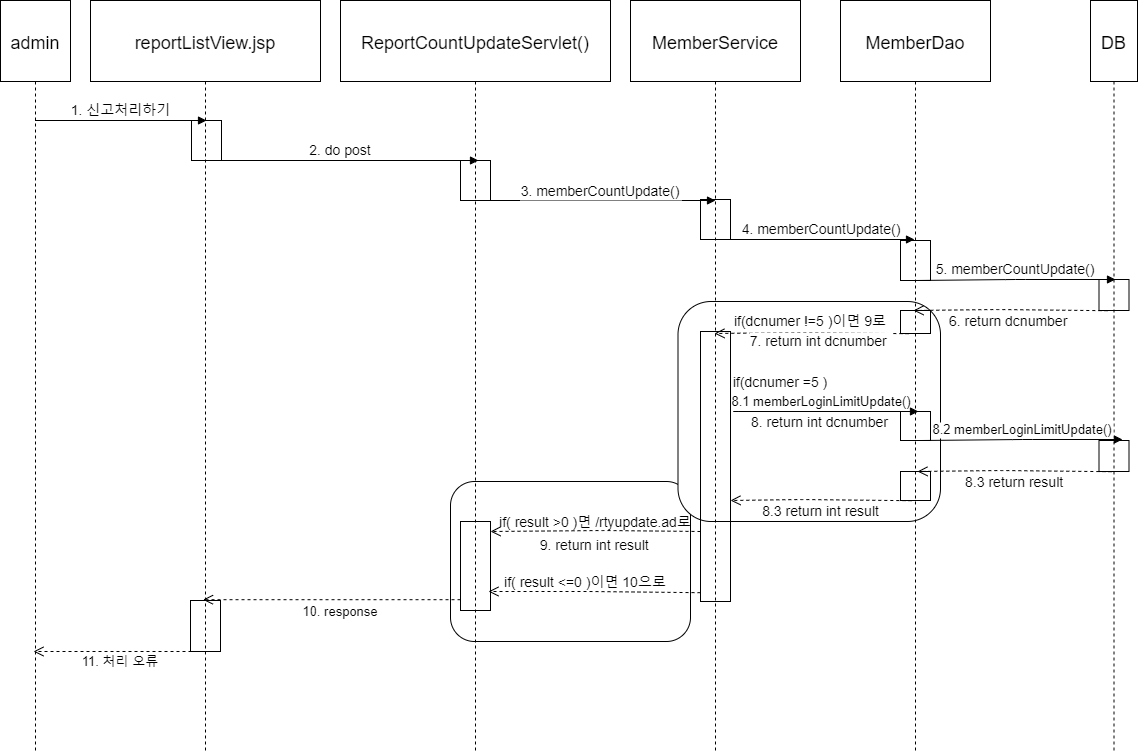 admin
reportListView.jsp
ReportCountUpdateServlet()
MemberService
MemberDao
DB
1. 신고처리하기
2. do post
3. memberCountUpdate()
4. memberCountUpdate()
5. memberCountUpdate()
6. return dcnumber
if(dcnumer !=5 )이면 9로
7. return int dcnumber
if(dcnumer =5 )
8.1 memberLoginLimitUpdate()
8. return int dcnumber
8.2 memberLoginLimitUpdate()
8.3 return result
8.3 return int result
if( result >0 )면 /rtyupdate.ad로
9. return int result
if( result <=0 )이면 10으로
10. response
11. 처리 오류